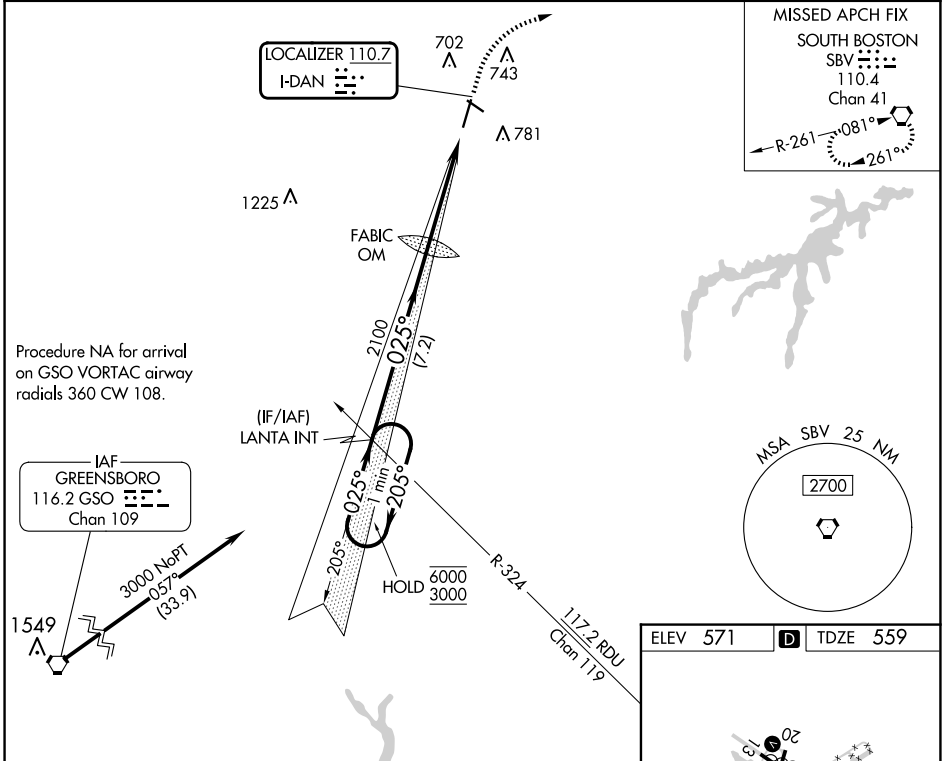 LOCALIZER 110.7
I-DAN
702
743
781
1225
FABIC
OM
2100
025°
(7.2)
Procedure NA for arrival
on GSO VORTAC airway
radials 360 CW 108.
(IF/IAF)
LANTA INT
025°
1 min
205°
205°
HOLD
6000
3000
IAF
GREENSBORO
116.2 GSO
Chan 109
3000 NoPT
057°
(33.9)
1549
R-324
117.2 RDU
Chan 119
MISSED APCH FIX
SOUTH BOSTON
SBV
110.4
Chan 41
R-261
081°
261°
MSA SBV 25 NM
2700
ELEV 571
D
TDZE 559
13
V
20